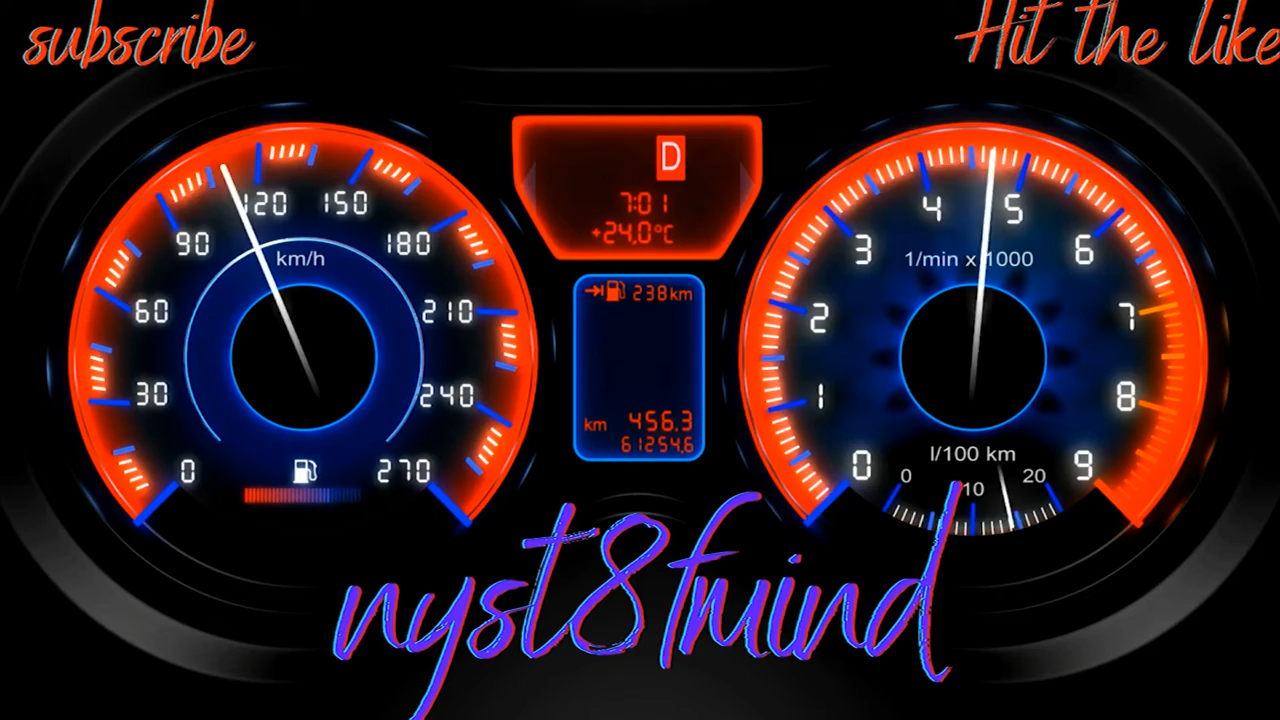 subscribe
Hit the like
D
7:01
+24.0°C
238km
km 456.3
61254.6
0 30 60 90 120 150 180 210 240 270
km/h
0 1 2 3 4 5 6 7 8 9
1/min x 1000
l/100 km
0 10 20
nyst8fmind